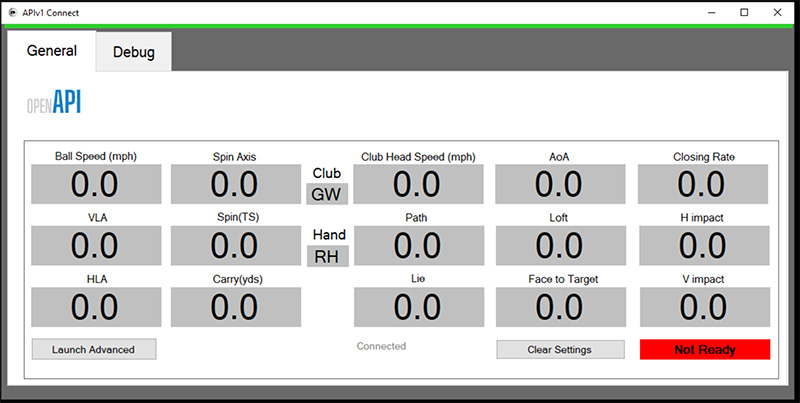 APIv1 Connect
General
Debug
OPENAPI
Ball Speed (mph) Spin Axis Club Head Speed (mph) AoA Closing Rate
0.0 0.0 Club 0.0 0.0 0.0
GW
VLA Spin(TS) Path Loft H impact
0.0 0.0 Hand 0.0 0.0 0.0
RH
HLA Carry(yds) Lie Face to Target V impact
0.0 0.0 0.0 0.0 0.0
Launch Advanced Connected Clear Settings Not Ready